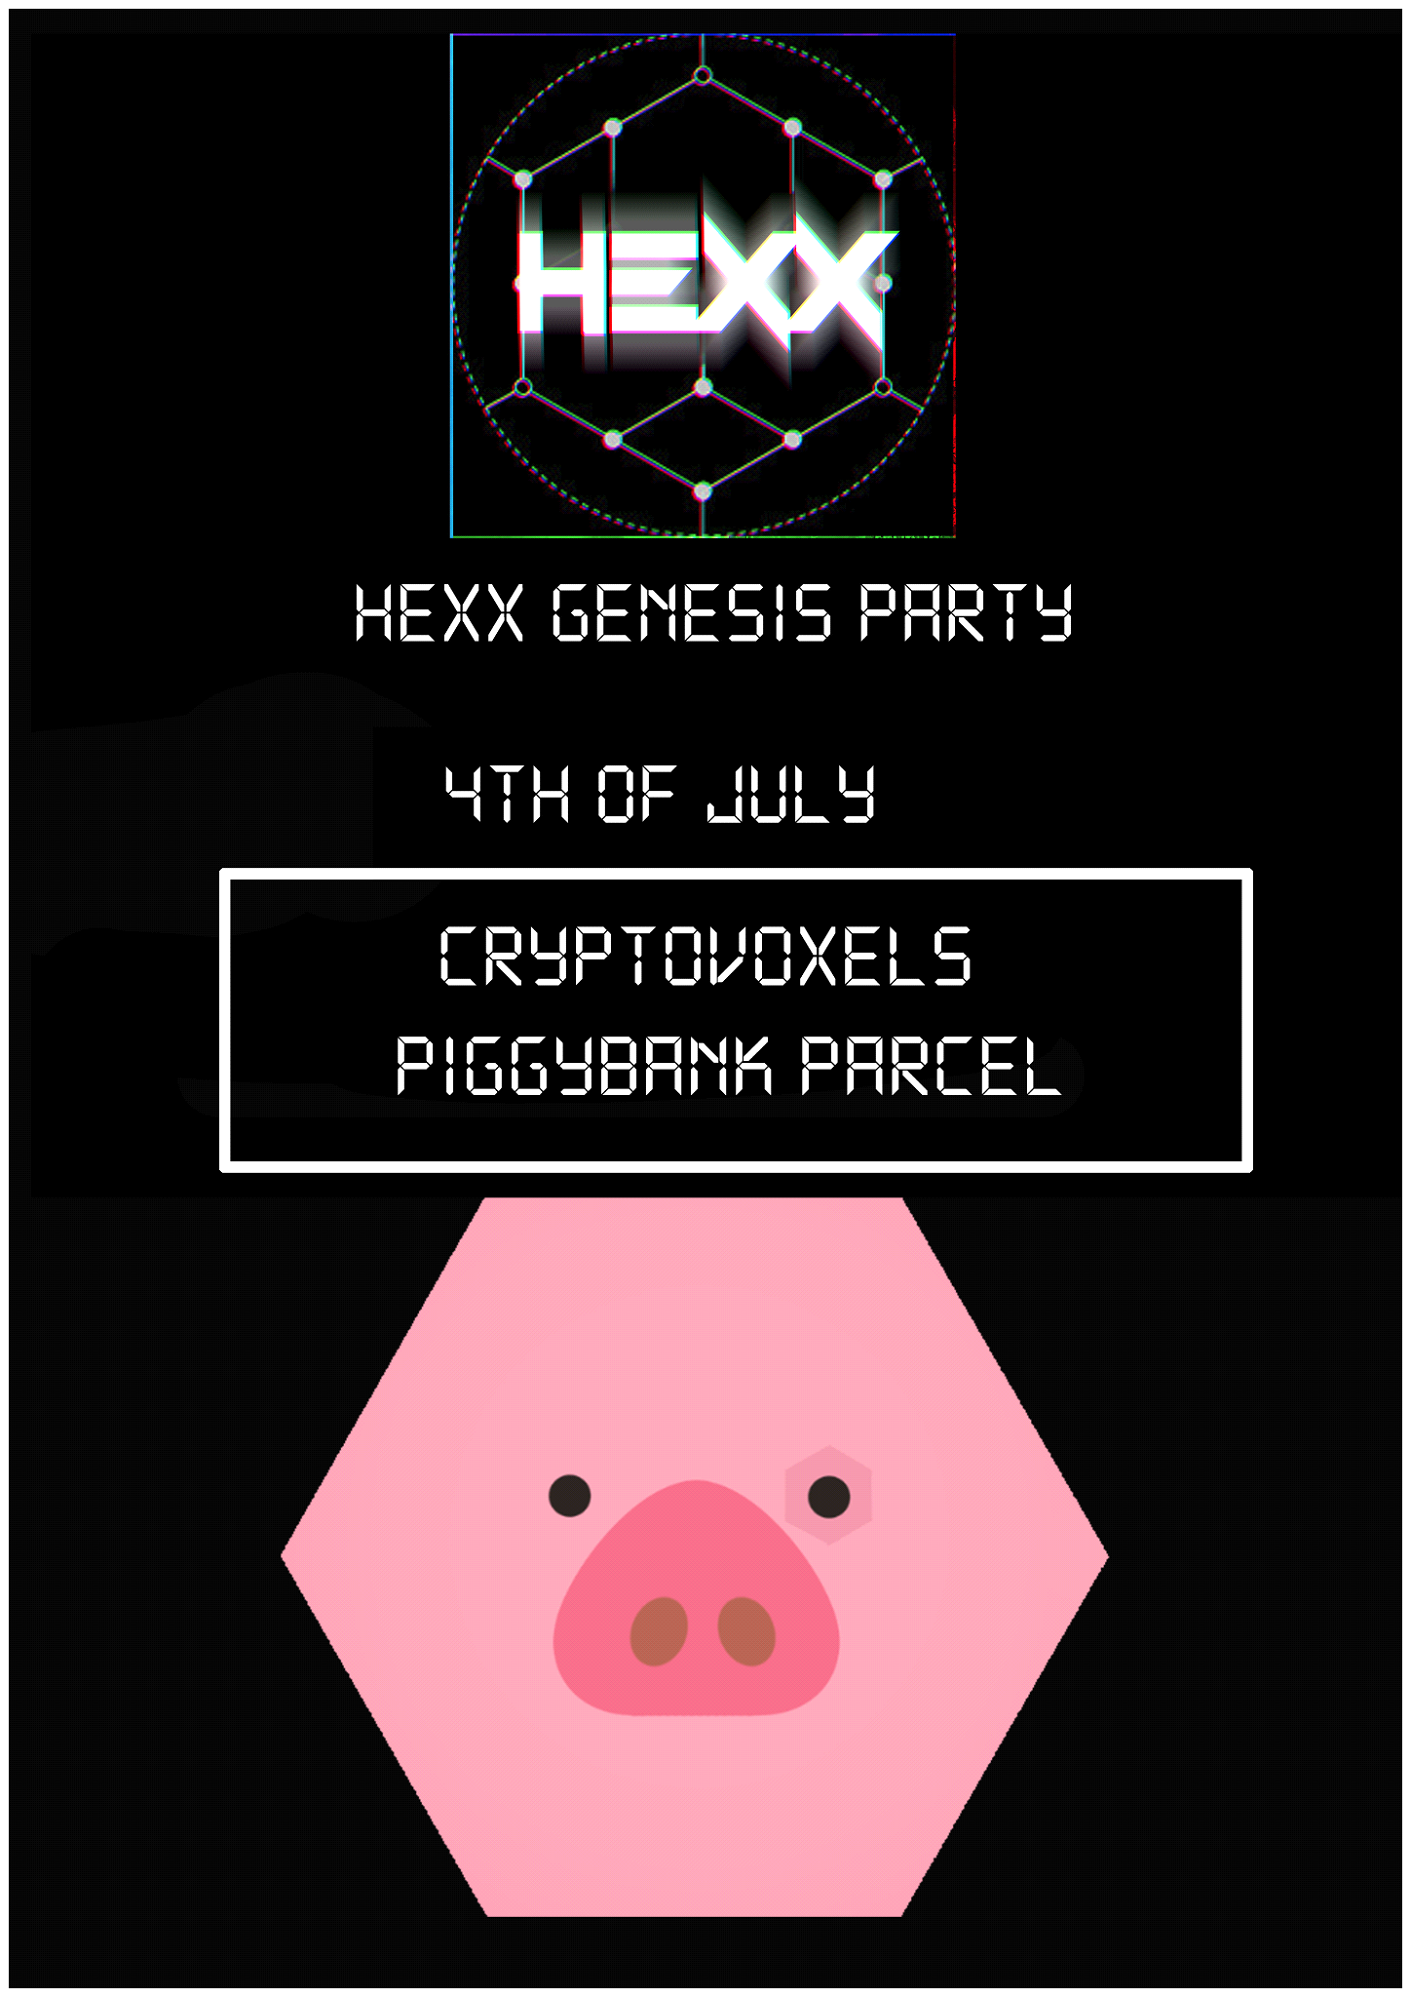 HEXX
HEXX GENESIS PARTY
4TH OF JULY
CRYPTOVOXELS
PIGGYBANK PARCEL